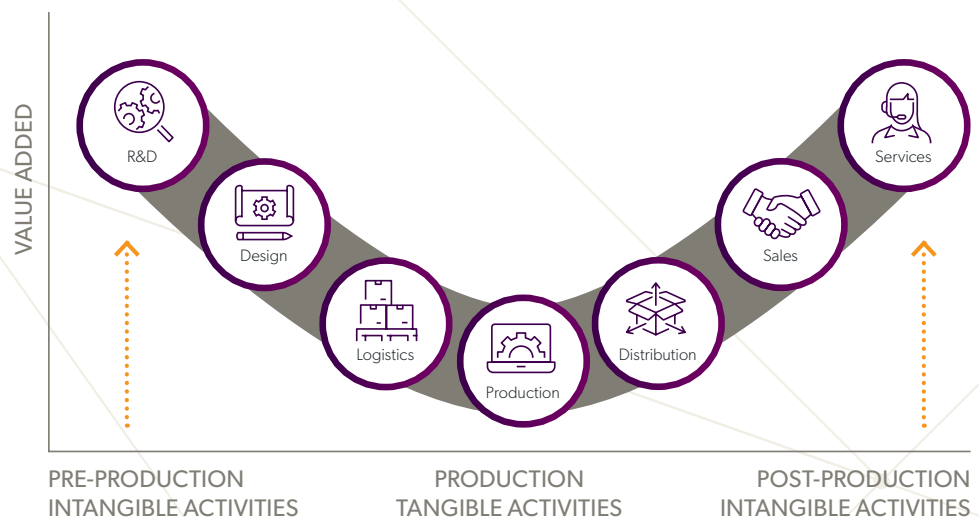 VALUE ADDED
R&D
Design
Logistics
Production
Distribution
Sales
Services
PRE-PRODUCTION
INTANGIBLE ACTIVITIES
PRODUCTION
TANGIBLE ACTIVITIES
POST-PRODUCTION
INTANGIBLE ACTIVITIES